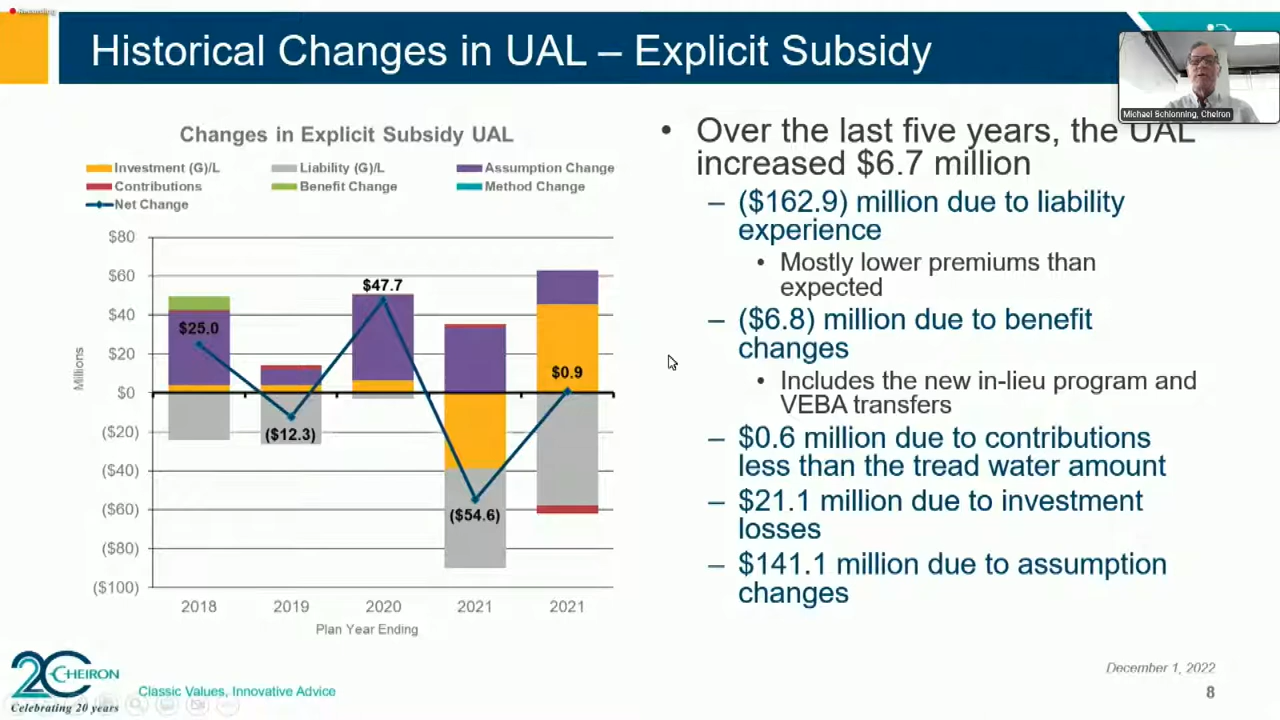 Recording
Historical Changes in UAL – Explicit Subsidy
Michael Schionning, Cheiron
Changes in Explicit Subsidy UAL
Investment (G)/L
Liability (G)/L
Assumption Change
Contributions
Benefit Change
Method Change
Net Change
$80
$60
$40
$20
$0
($20)
($40)
($60)
($80)
($100)
Millions
$25.0
($12.3)
$47.7
($54.6)
$0.9
2018
2019
2020
2021
2021
Plan Year Ending
• Over the last five years, the UAL
increased $6.7 million
– ($162.9) million due to liability
experience
• Mostly lower premiums than
expected
– ($6.8) million due to benefit
changes
• Includes the new in-lieu program and
VEBA transfers
– $0.6 million due to contributions
less than the tread water amount
– $21.1 million due to investment
losses
– $141.1 million due to assumption
changes
CHEIRON
Celebrating 20 years
Classic Values, Innovative Advice
December 1, 2022
8